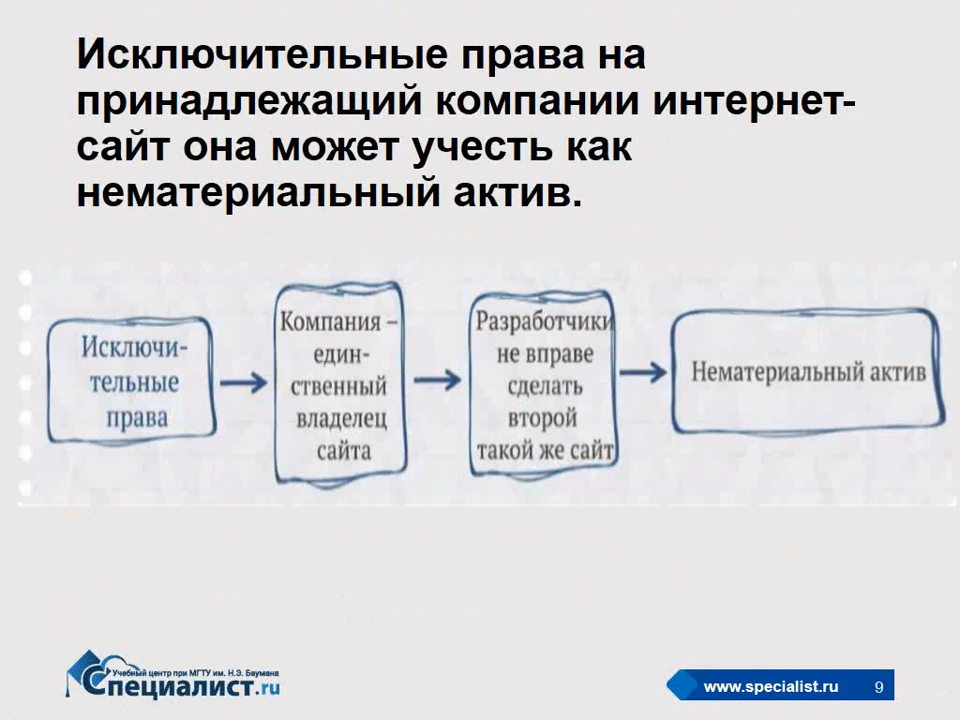 Исключительные права на
принадлежащий компании интернет-
сайт она может учесть как
нематериальный актив.
Исключи-
тельные
права
Компания –
един-
ственный
владелец
сайта
Разработчики
не вправе
сделать
второй
такой же сайт
Нематериальный актив
Учебный центр при МГТУ им. Н.Э. Баумана
Специалист.ru
www.specialist.ru 9